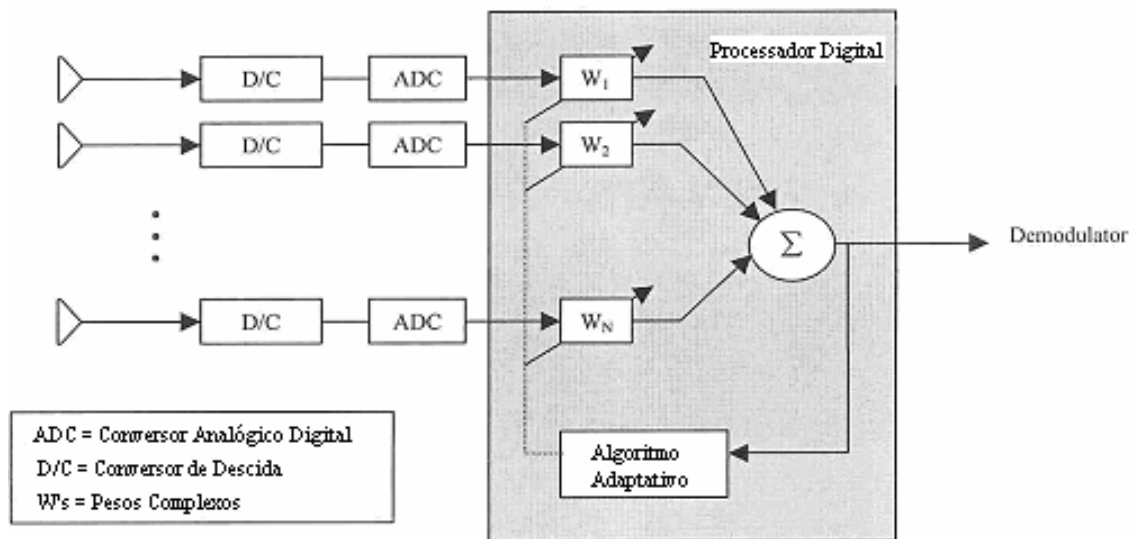 Processador Digital
D/C ADC W₁
D/C ADC W₂
Σ
Demodulator
D/C ADC W_N
ADC = Conversor Analógico Digital
D/C = Conversor de Descida
W's = Pesos Complexos
Algoritmo
Adaptativo